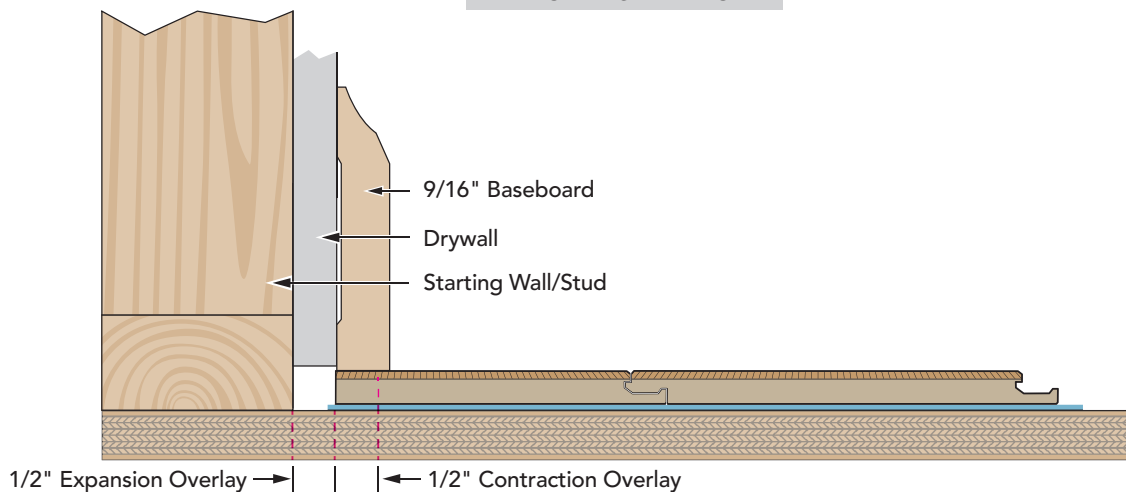 9/16" Baseboard
Drywall
Starting Wall/Stud
1/2" Expansion Overlay
1/2" Contraction Overlay